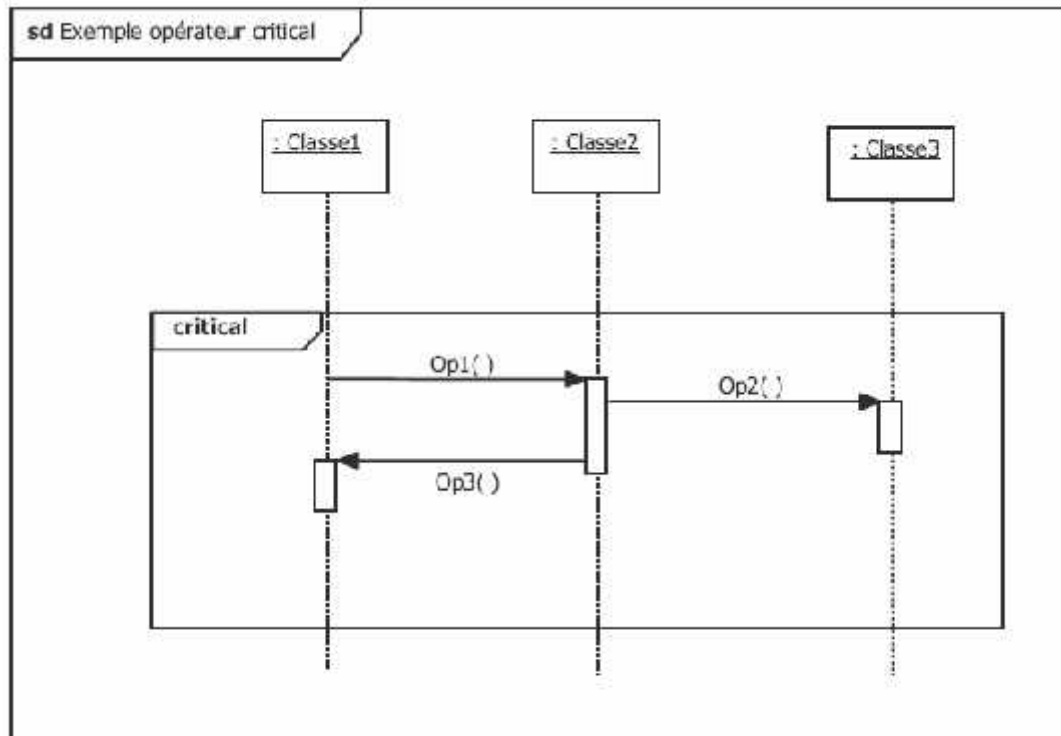 sd Exemple opérateur critical
: Classe1
: Classe2
: Classe3
critical
Op1( )
Op2( )
Op3( )